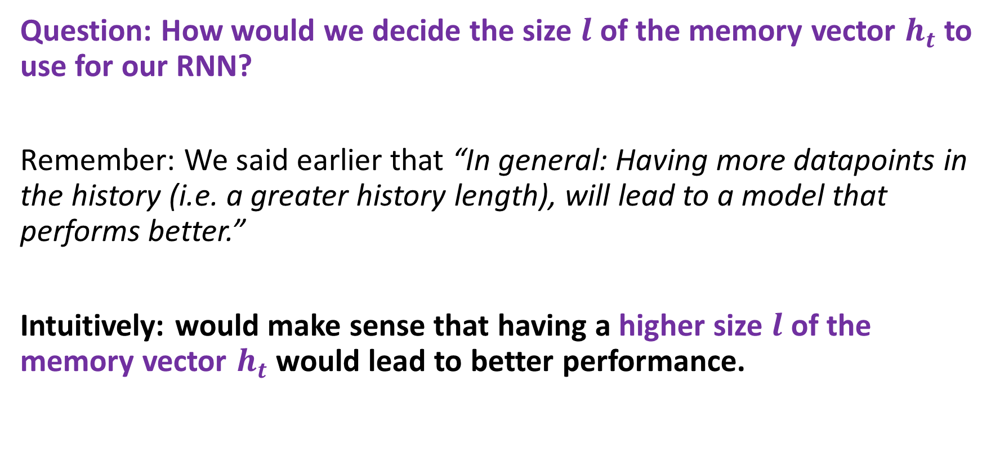 Question: How would we decide the size l of the memory vector hₜ to
use for our RNN?
Remember: We said earlier that “In general: Having more datapoints in
the history (i.e. a greater history length), will lead to a model that
performs better.”
Intuitively: would make sense that having a higher size l of the
memory vector hₜ would lead to better performance.